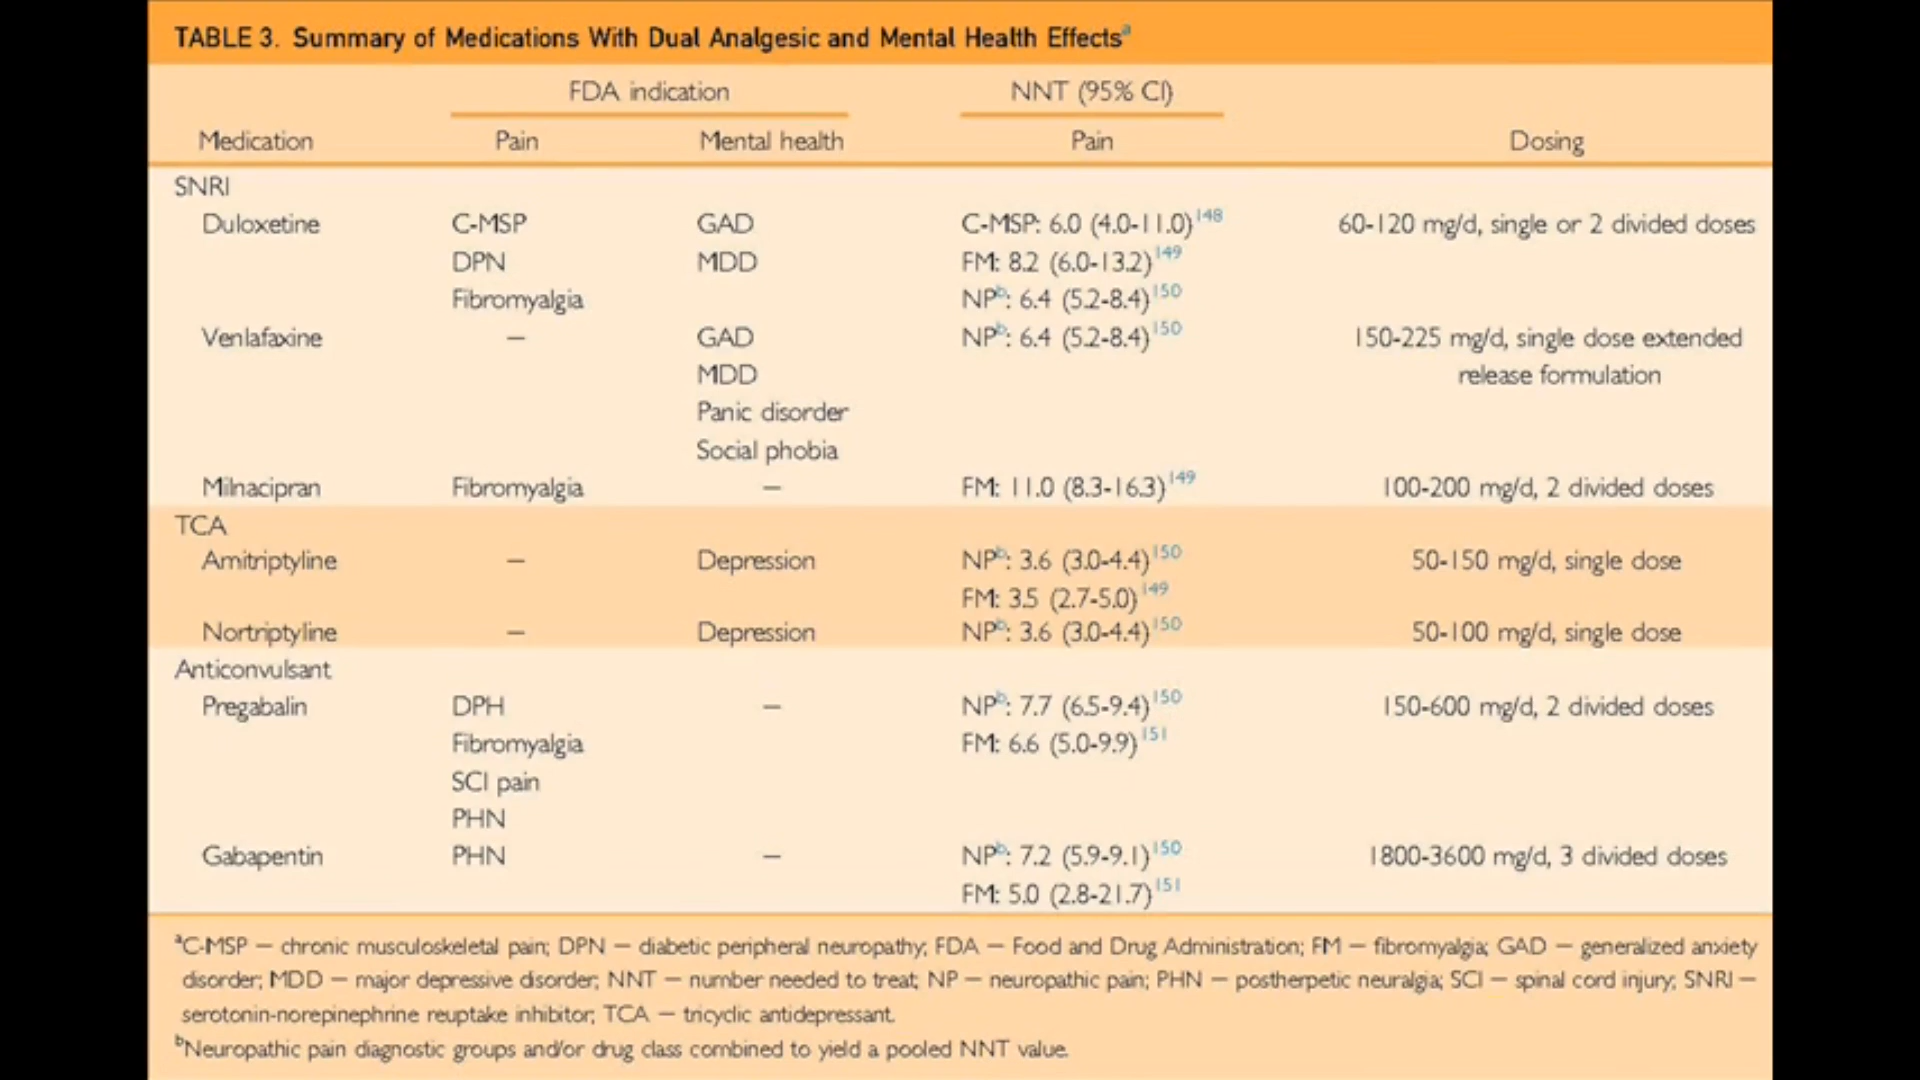 TABLE 3. Summary of Medications With Dual Analgesic and Mental Health Effectsᵃ
FDA indication NNT (95% CI)
Medication Pain Mental health Pain Dosing
SNRI
Duloxetine C-MSP GAD C-MSP: 6.0 (4.0-11.0)¹⁴⁸ 60-120 mg/d, single or 2 divided doses
DPN MDD FM: 8.2 (6.0-13.2)¹⁴⁹
Fibromyalgia NPᵇ: 6.4 (5.2-8.4)¹⁵⁰
Venlafaxine — GAD NPᵇ: 6.4 (5.2-8.4)¹⁵⁰ 150-225 mg/d, single dose extended
MDD release formulation
Panic disorder
Social phobia
Milnacipran Fibromyalgia — FM: 11.0 (8.3-16.3)¹⁴⁹ 100-200 mg/d, 2 divided doses
TCA
Amitriptyline — Depression NPᵇ: 3.6 (3.0-4.4)¹⁵⁰ 50-150 mg/d, single dose
FM: 3.5 (2.7-5.0)¹⁴⁹
Nortriptyline — Depression NPᵇ: 3.6 (3.0-4.4)¹⁵⁰ 50-100 mg/d, single dose
Anticonvulsant
Pregabalin DPH — NPᵇ: 7.7 (6.5-9.4)¹⁵⁰ 150-600 mg/d, 2 divided doses
Fibromyalgia FM: 6.6 (5.0-9.9)¹⁵¹
SCI pain
PHN
Gabapentin PHN — NPᵇ: 7.2 (5.9-9.1)¹⁵⁰ 1800-3600 mg/d, 3 divided doses
FM: 5.0 (2.8-21.7)¹⁵¹
ᵃC-MSP — chronic musculoskeletal pain; DPN — diabetic peripheral neuropathy; FDA — Food and Drug Administration; FM — fibromyalgia; GAD — generalized anxiety
disorder; MDD — major depressive disorder; NNT — number needed to treat; NP — neuropathic pain; PHN — postherpetic neuralgia; SCI — spinal cord injury; SNRI —
serotonin-norepinephrine reuptake inhibitor; TCA — tricyclic antidepressant.
ᵇNeuropathic pain diagnostic groups and/or drug class combined to yield a pooled NNT value.